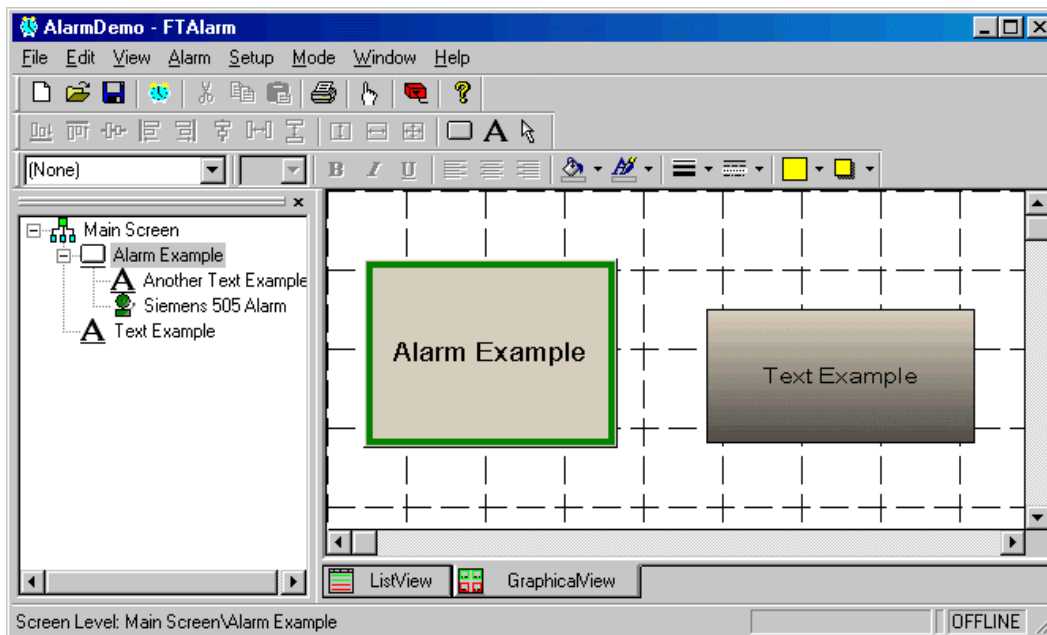 AlarmDemo - FTAlarm
File Edit View Alarm Setup Mode Window Help
A
(None)
B I U
Main Screen
Alarm Example
A Another Text Example
Siemens 505 Alarm
A Text Example
Alarm Example
Text Example
ListView GraphicalView
Screen Level: Main Screen\Alarm Example
OFFLINE